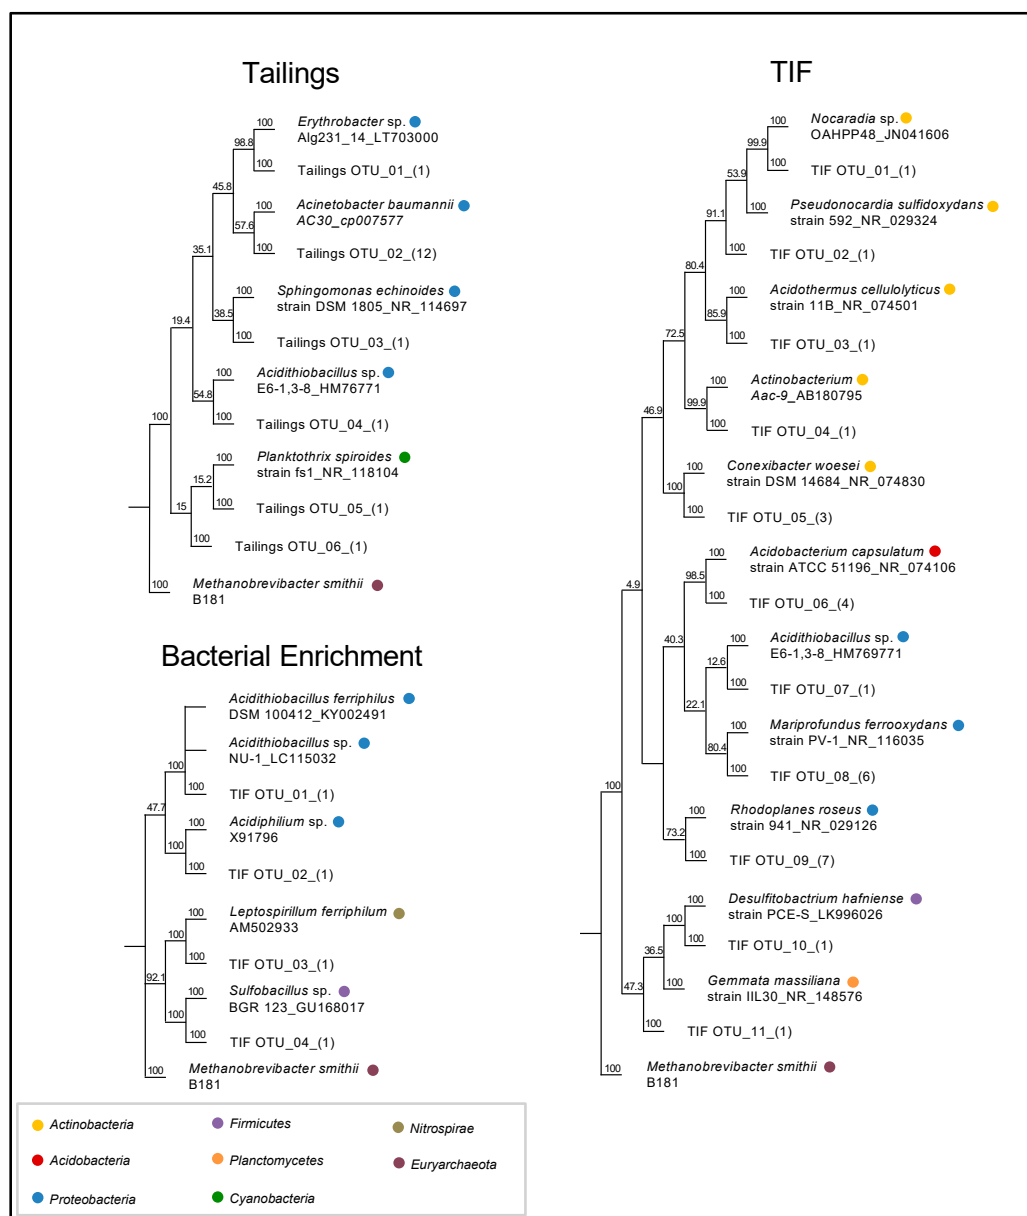 Tailings
98.8
100
Erythrobacter sp.
Alg231_14_LT703000
100
Tailings OTU_01_(1)
45.8
57.6
100
Acinetobacter baumannii
AC30_cp007577
100
Tailings OTU_02_(12)
35.1
38.5
100
Sphingomonas echinoides
strain DSM 1805_NR_114697
100
Tailings OTU_03_(1)
19.4
54.8
100
Acidithiobacillus sp.
E6-1,3-8_HM76771
100
Tailings OTU_04_(1)
100
15
15.2
100
Planktothrix spiroides
strain fs1_NR_118104
100
Tailings OTU_05_(1)
100
Tailings OTU_06_(1)
100
Methanobrevibacter smithii
B181
Bacterial Enrichment
Acidithiobacillus ferriphilus
DSM 100412_KY002491
100
100
Acidithiobacillus sp.
NU-1_LC115032
100
TIF OTU_01_(1)
47.7
100
100
Acidiphilium sp.
X91796
100
TIF OTU_02_(1)
100
100
Leptospirillum ferriphilum
AM502933
100
TIF OTU_03_(1)
92.1
100
100
Sulfobacillus sp.
BGR 123_GU168017
100
TIF OTU_04_(1)
100
Methanobrevibacter smithii
B181
TIF
99.9
100
Nocaradia sp.
OAHPP48_JN041606
100
TIF OTU_01_(1)
53.9
100
Pseudonocardia sulfidoxydans
strain 592_NR_029324
91.1
100
TIF OTU_02_(1)
80.4
85.9
100
Acidothermus cellulolyticus
strain 11B_NR_074501
100
TIF OTU_03_(1)
72.5
99.9
100
Actinobacterium
Aac-9_AB180795
100
TIF OTU_04_(1)
46.9
100
100
Conexibacter woesei
strain DSM 14684_NR_074830
100
TIF OTU_05_(3)
4.9
98.5
100
Acidobacterium capsulatum
strain ATCC 51196_NR_074106
100
TIF OTU_06_(4)
40.3
12.6
100
Acidithiobacillus sp.
E6-1,3-8_HM769771
100
TIF OTU_07_(1)
22.1
80.4
100
Mariprofundus ferrooxydans
strain PV-1_NR_116035
100
TIF OTU_08_(6)
73.2
100
Rhodoplanes roseus
strain 941_NR_029126
100
TIF OTU_09_(7)
100
47.3
36.5
100
100
Desulfitobactrium hafniense
strain PCE-S_LK996026
100
TIF OTU_10_(1)
100
Gemmata massiliana
strain IIL30_NR_148576
100
TIF OTU_11_(1)
100
Methanobrevibacter smithii
B181
Actinobacteria
Acidobacteria
Proteobacteria
Firmicutes
Planctomycetes
Cyanobacteria
Nitrospirae
Euryarchaeota